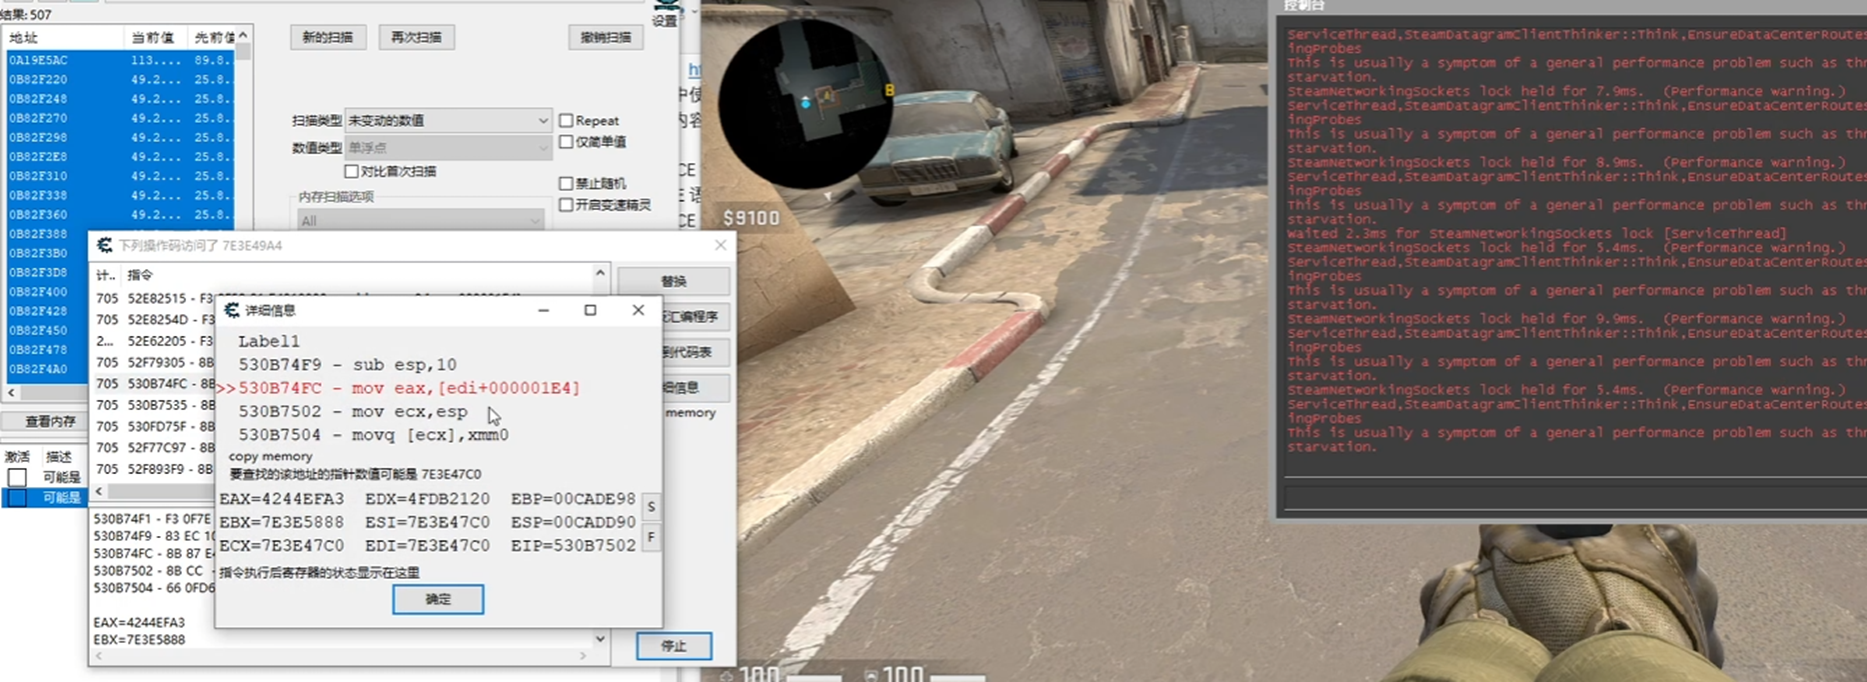 结果: 507
设置
地址 当前值 先前值
0A19E5AC 113.... 89.8..
0B82F220 49.2... 25.8..
0B82F248 49.2... 25.8..
0B82F270 49.2... 25.8..
0B82F298 49.2... 25.8..
0B82F2E8 49.2... 25.8..
0B82F310 49.2... 25.8..
0B82F338 49.2... 25.8..
0B82F360 49.2... 25.8..
0B82F388 49.2... 25.8..
0B82F3B0
0B82F3D8
0B82F400
0B82F428
0B82F450
0B82F478
0B82F4A0
新的扫描 再次扫描 撤销扫描
扫描类型 未变动的数值
数值类型 单浮点
对比首次扫描
内存扫描选项
All
Repeat
仅简单值
禁止随机
开启变速精灵
查看内存
激活 描述
可能是
可能是
下列操作码访问了 7E3E49A4
计.. 指令
705 52E82515 - F3
705 52E8254D - F3
2... 52E62205 - F3
705 52F79305 - 8B
705 530B74FC - 8B
705 530B7535 - 8B
705 530FD75F - 8B
705 52F77C97 - 8B
705 52F893F9 - 8B
替换
汇编程序
到代码表
细信息
memory
530B74F1 - F3 0F7E
530B74F9 - 83 EC 10
530B74FC - 8B 87 E4
530B7502 - 8B CC -
530B7504 - 66 0FD6
EAX=4244EFA3
EBX=7E3E5888
停止
详细信息
Label1
530B74F9 - sub esp,10
>>530B74FC - mov eax,[edi+000001E4]
530B7502 - mov ecx,esp
530B7504 - movq [ecx],xmm0
copy memory
要查找的该地址的指针数值可能是 7E3E47C0
EAX=4244EFA3 EDX=4FDB2120 EBP=00CADE98
EBX=7E3E5888 ESI=7E3E47C0 ESP=00CADD90
ECX=7E3E47C0 EDI=7E3E47C0 EIP=530B7502
S
F
指令执行后寄存器的状态显示在这里
确定
B
$9100
100 100
控制台
ServiceThread,SteamDatagramClientThinker::Think,EnsureDataCenterRoutes
ingProbes
This is usually a symptom of a general performance problem such as thr
starvation.
SteamNetworkingSockets lock held for 7.9ms. (Performance warning.)
ServiceThread,SteamDatagramClientThinker::Think,EnsureDataCenterRoutes
ingProbes
This is usually a symptom of a general performance problem such as thr
starvation.
SteamNetworkingSockets lock held for 8.9ms. (Performance warning.)
ServiceThread,SteamDatagramClientThinker::Think,EnsureDataCenterRoutes
ingProbes
This is usually a symptom of a general performance problem such as thr
starvation.
Waited 2.3ms for SteamNetworkingSockets lock [ServiceThread]
SteamNetworkingSockets lock held for 5.4ms. (Performance warning.)
ServiceThread,SteamDatagramClientThinker::Think,EnsureDataCenterRoutes
ingProbes
This is usually a symptom of a general performance problem such as thr
starvation.
SteamNetworkingSockets lock held for 9.9ms. (Performance warning.)
ServiceThread,SteamDatagramClientThinker::Think,EnsureDataCenterRoutes
ingProbes
This is usually a symptom of a general performance problem such as thr
starvation.
SteamNetworkingSockets lock held for 5.4ms. (Performance warning.)
ServiceThread,SteamDatagramClientThinker::Think,EnsureDataCenterRoutes
ingProbes
This is usually a symptom of a general performance problem such as thr
starvation.